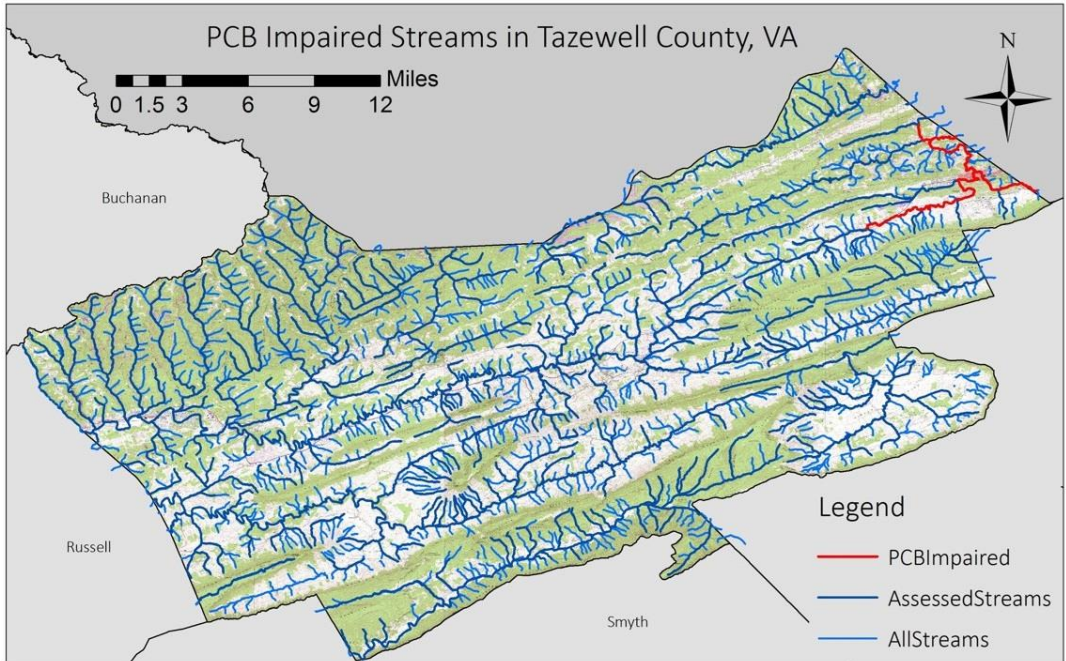 PCB Impaired Streams in Tazewell County, VA
Miles
0 1.5 3 6 9 12
N
Buchanan
Russell
Smyth
Legend
PCBImpaired
AssessedStreams
AllStreams